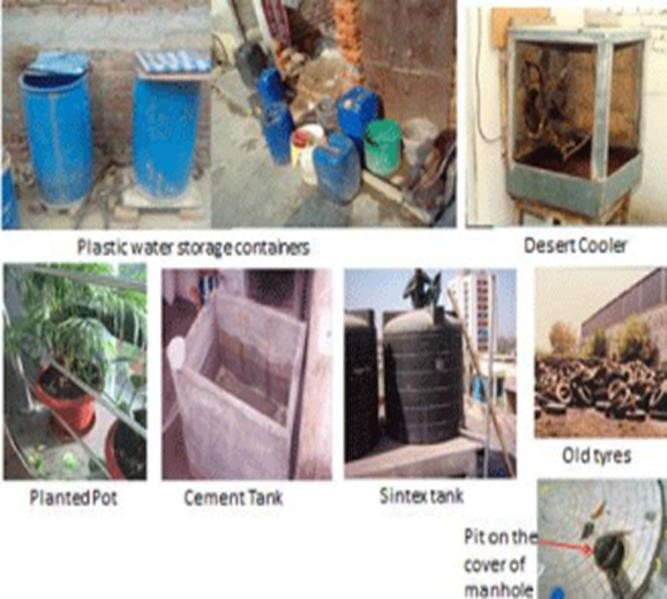 Plastic water storage containers
Desert Cooler
Planted Pot
Cement Tank
Sintex tank
Old tyres
Pit on the
cover of
manhole